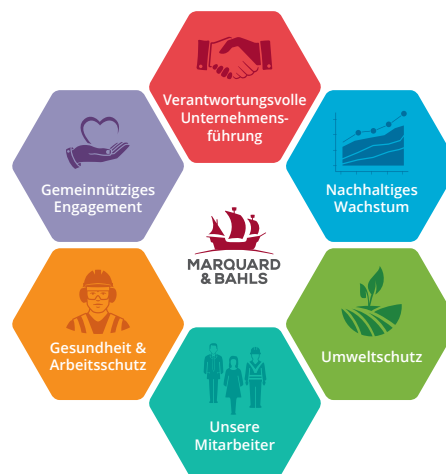 Verantwortungsvolle
Unternehmens-
führung
Gemeinnütziges
Engagement
Nachhaltiges
Wachstum
MARQUARD
& BAHLS
Gesundheit &
Arbeitsschutz
Umweltschutz
Unsere
Mitarbeiter